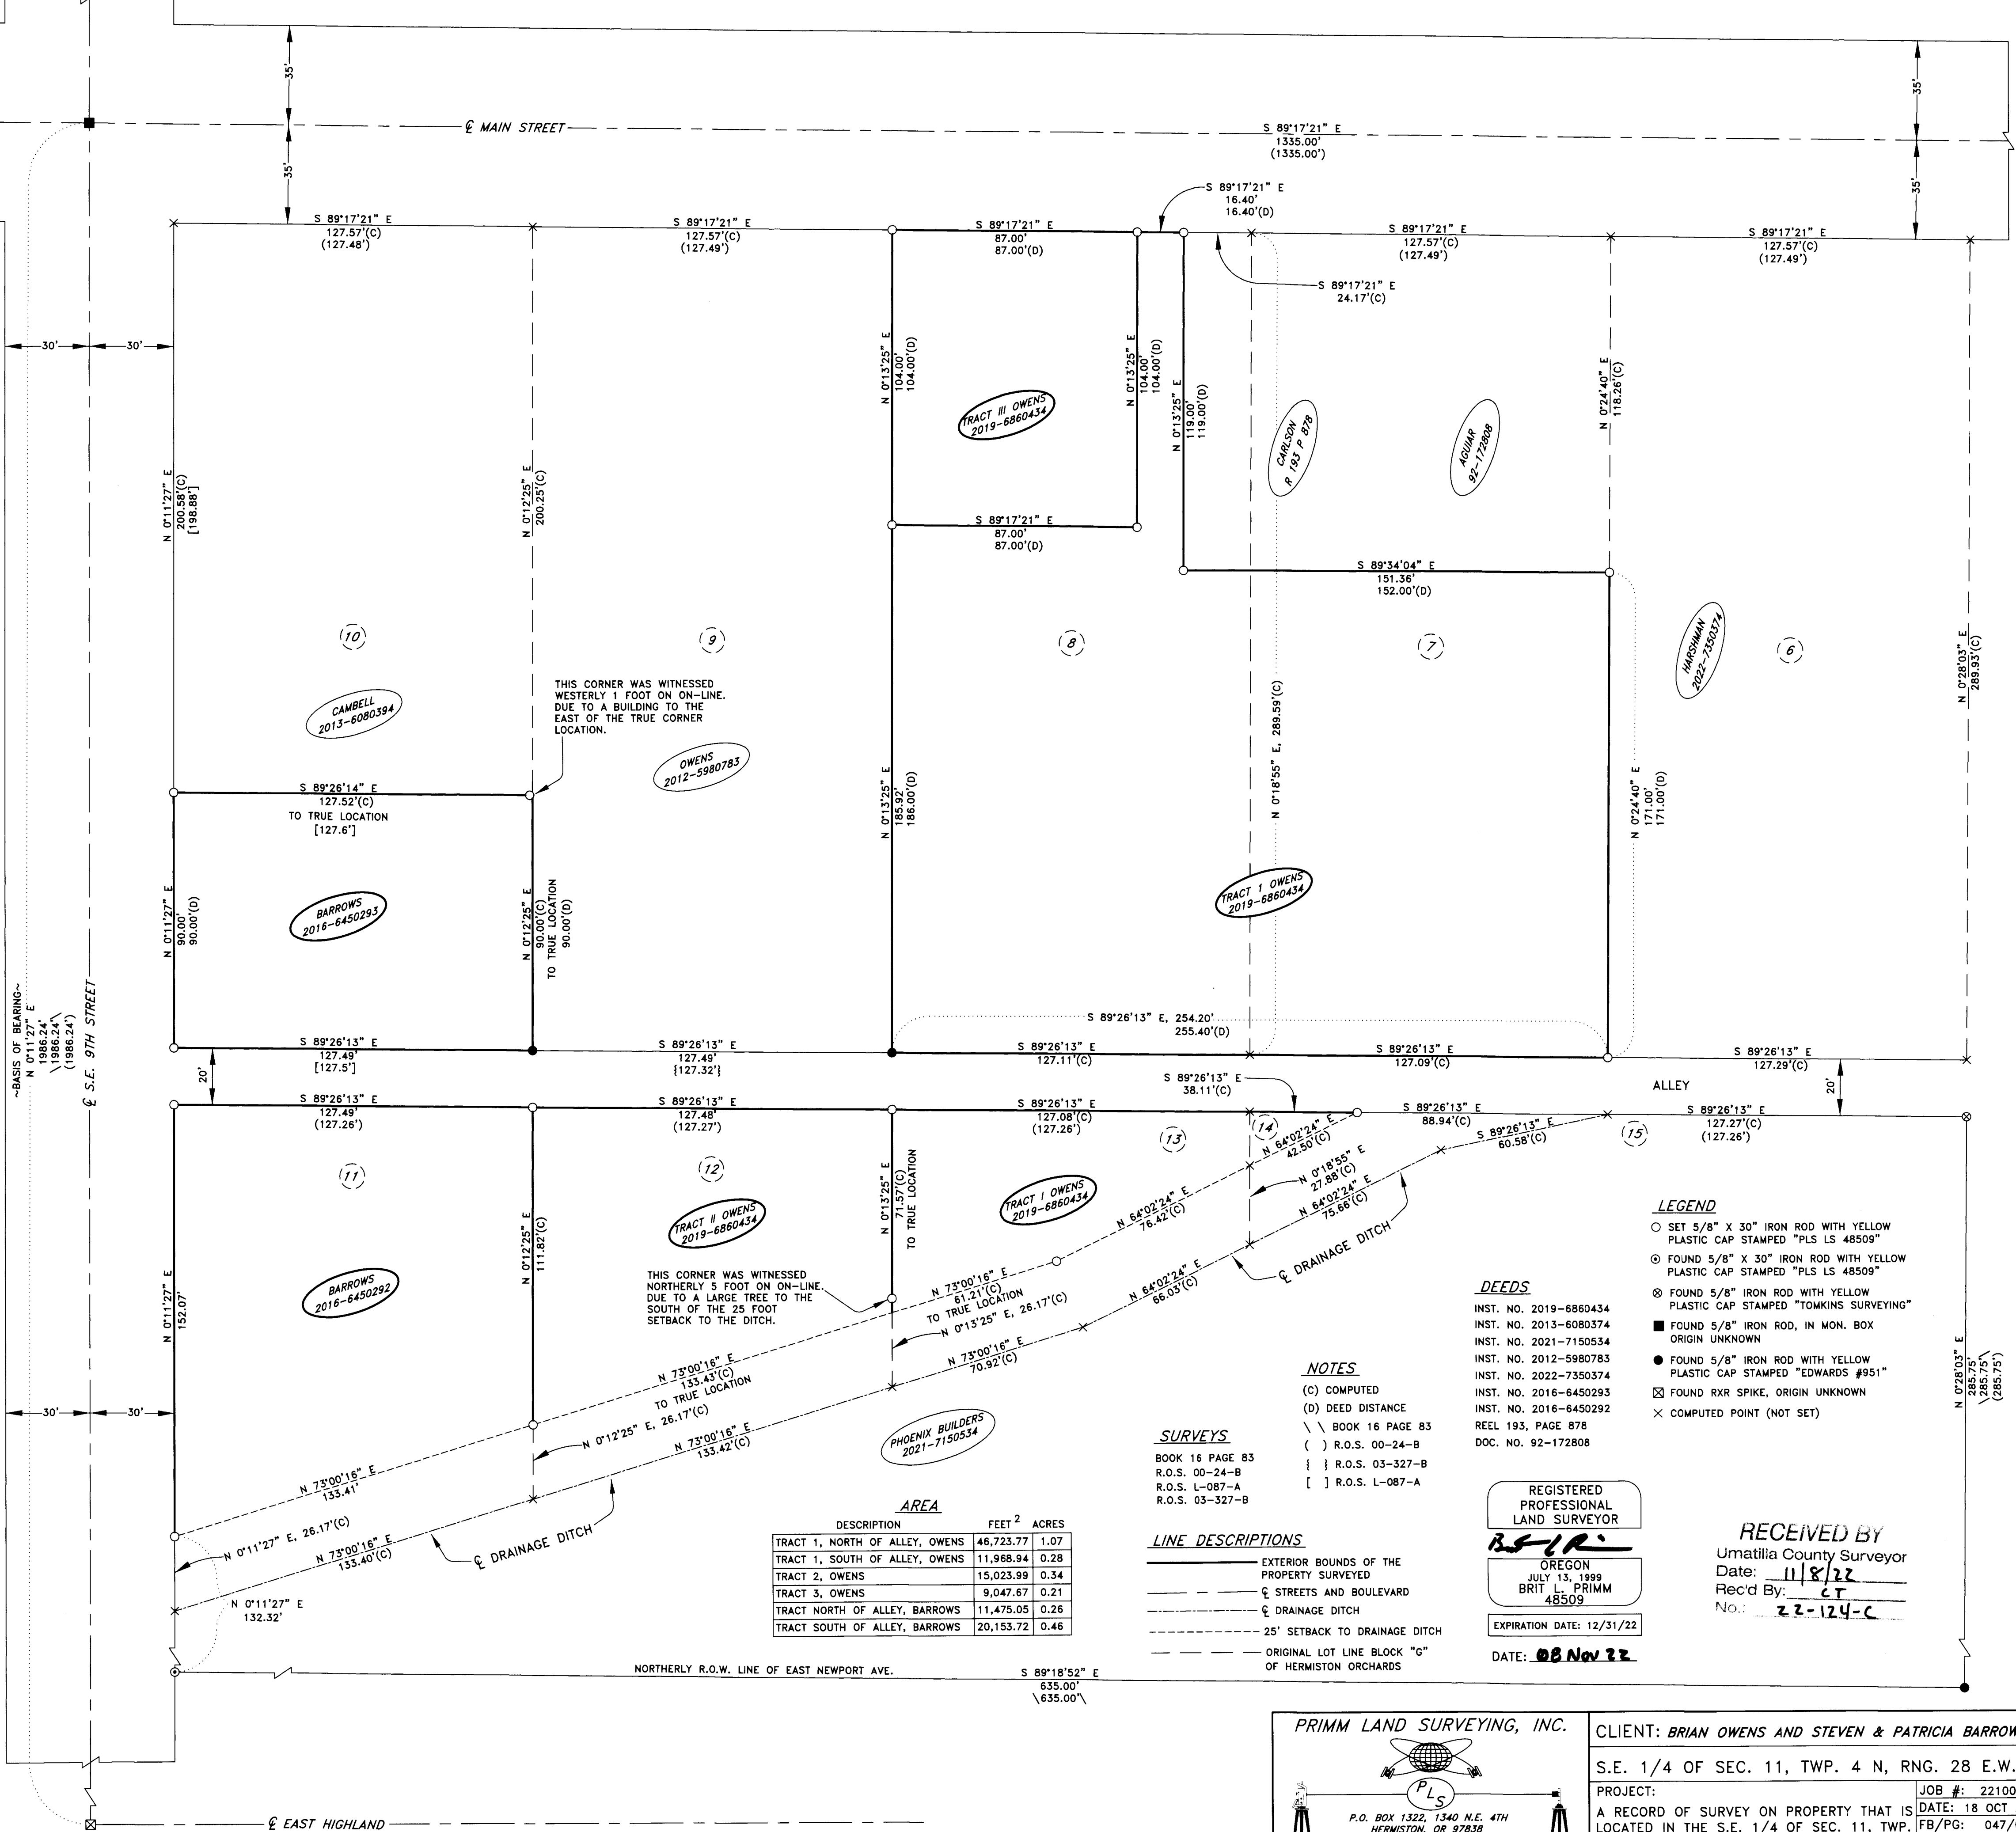 35'
35'
35'
35'
℄ MAIN STREET
S 89°17'21" E
1335.00'
(1335.00')
S 89°17'21" E
127.57'(C)
(127.48')
S 89°17'21" E
127.57'(C)
(127.49')
S 89°17'21" E
87.00'
87.00'(D)
S 89°17'21" E
16.40'
16.40'(D)
S 89°17'21" E
127.57'(C)
(127.49')
S 89°17'21" E
127.57'(C)
(127.49')
S 89°17'21" E
24.17'(C)
30'
30'
N 0°11'27" E
200.58'(C)
[198.88']
N 0°12'25" E
200.25'(C)
N 0°13'25" E
104.00'
104.00'(D)
N 0°13'25" E
104.00'
104.00'(D)
N 0°13'25" E
119.00'
119.00'(D)
N 0°24'40" E
118.26'(C)
TRACT III OWENS
2019-6860434
CARLSON
R 193 P 878
AGUIAR
92-172808
S 89°17'21" E
87.00'
87.00'(D)
S 89°34'04" E
151.36'
152.00'(D)
10
9
8
7
6
HARSHMAN
2022-7350374
N 0°28'03" E
289.93'(C)
CAMBELL
2013-6080394
THIS CORNER WAS WITNESSED
WESTERLY 1 FOOT ON ON-LINE.
DUE TO A BUILDING TO THE
EAST OF THE TRUE CORNER
LOCATION.
OWENS
2012-5980783
N 0°18'55" E, 289.59'(C)
N 0°13'25" E
185.92'
186.00'(D)
N 0°24'40" E
171.00'
171.00'(D)
S 89°26'14" E
127.52'(C)
TO TRUE LOCATION
[127.6']
BARROWS
2016-6450293
N 0°11'27" E
90.00'
90.00'(D)
N 0°12'25" E
90.00'(C)
TO TRUE LOCATION
90.00'(D)
TRACT 1 OWENS
2019-6860434
~BASIS OF BEARING~
N 0°11'27" E
1986.24'
\1986.24'\
(1986.24')
℄ S.E. 9TH STREET
S 89°26'13" E, 254.20'
255.40'(D)
S 89°26'13" E
127.49'
[127.5']
S 89°26'13" E
127.49'
{127.32'}
S 89°26'13" E
127.11'(C)
S 89°26'13" E
127.09'(C)
S 89°26'13" E
127.29'(C)
20'
ALLEY
20'
S 89°26'13" E
38.11'(C)
S 89°26'13" E
127.49'
(127.26')
S 89°26'13" E
127.48'
(127.27')
S 89°26'13" E
127.08'(C)
(127.26')
S 89°26'13" E
88.94'(C)
S 89°26'13" E
127.27'(C)
(127.26')
11
12
13
14
15
N 64°02'24" E
42.50'(C)
S 89°26'13" E
60.58'(C)
N 0°18'55" E
27.88'(C)
N 64°02'24" E
75.66'(C)
N 64°02'24" E
76.42'(C)
N 0°13'25" E
71.57'(C)
TO TRUE LOCATION
TRACT I OWENS
2019-6860434
TRACT II OWENS
2019-6860434
N 0°12'25" E
111.82'(C)
BARROWS
2016-6450292
N 0°11'27" E
152.07'
THIS CORNER WAS WITNESSED
NORTHERLY 5 FOOT ON ON-LINE.
DUE TO A LARGE TREE TO THE
SOUTH OF THE 25 FOOT
SETBACK TO THE DITCH.
N 73°00'16" E
61.21'(C)
TO TRUE LOCATION
N 0°13'25" E, 26.17'(C)
N 64°02'24" E
66.03'(C)
℄ DRAINAGE DITCH
N 73°00'16" E
70.92'(C)
N 73°00'16" E
133.43'(C)
TO TRUE LOCATION
N 0°12'25" E, 26.17'(C)
N 73°00'16" E
133.42'(C)
PHOENIX BUILDERS
2021-7150534
30'
30'
N 73°00'16" E
133.41'
N 0°11'27" E, 26.17'(C)
N 73°00'16" E
133.40'(C)
℄ DRAINAGE DITCH
N 0°11'27" E
132.32'
N 0°28'03" E
285.75'
\285.75'\
(285.75')
LEGEND
SET 5/8" X 30" IRON ROD WITH YELLOW
PLASTIC CAP STAMPED "PLS LS 48509"
FOUND 5/8" X 30" IRON ROD WITH YELLOW
PLASTIC CAP STAMPED "PLS LS 48509"
FOUND 5/8" IRON ROD WITH YELLOW
PLASTIC CAP STAMPED "TOMKINS SURVEYING"
FOUND 5/8" IRON ROD, IN MON. BOX
ORIGIN UNKNOWN
FOUND 5/8" IRON ROD WITH YELLOW
PLASTIC CAP STAMPED "EDWARDS #951"
FOUND RXR SPIKE, ORIGIN UNKNOWN
COMPUTED POINT (NOT SET)
DEEDS
INST. NO. 2019-6860434
INST. NO. 2013-6080374
INST. NO. 2021-7150534
INST. NO. 2012-5980783
INST. NO. 2022-7350374
INST. NO. 2016-6450293
INST. NO. 2016-6450292
REEL 193, PAGE 878
DOC. NO. 92-172808
NOTES
(C) COMPUTED
(D) DEED DISTANCE
\ \ BOOK 16 PAGE 83
( ) R.O.S. 00-24-B
{ } R.O.S. 03-327-B
[ ] R.O.S. L-087-A
SURVEYS
BOOK 16 PAGE 83
R.O.S. 00-24-B
R.O.S. L-087-A
R.O.S. 03-327-B
AREA
DESCRIPTION FEET 2 ACRES
TRACT 1, NORTH OF ALLEY, OWENS 46,723.77 1.07
TRACT 1, SOUTH OF ALLEY, OWENS 11,968.94 0.28
TRACT 2, OWENS 15,023.99 0.34
TRACT 3, OWENS 9,047.67 0.21
TRACT NORTH OF ALLEY, BARROWS 11,475.05 0.26
TRACT SOUTH OF ALLEY, BARROWS 20,153.72 0.46
LINE DESCRIPTIONS
EXTERIOR BOUNDS OF THE
PROPERTY SURVEYED
℄ STREETS AND BOULEVARD
℄ DRAINAGE DITCH
25' SETBACK TO DRAINAGE DITCH
ORIGINAL LOT LINE BLOCK "G"
OF HERMISTON ORCHARDS
REGISTERED
PROFESSIONAL
LAND SURVEYOR
OREGON
JULY 13, 1999
BRIT L. PRIMM
48509
EXPIRATION DATE: 12/31/22
DATE: 08 Nov 22
RECEIVED BY
Umatilla County Surveyor
Date: 11/8/22
Rec'd By: CT
No.: 22-124-C
NORTHERLY R.O.W. LINE OF EAST NEWPORT AVE.
S 89°18'52" E
635.00'
\635.00'\
℄ EAST HIGHLAND
PRIMM LAND SURVEYING, INC.
PLS
P.O. BOX 1322, 1340 N.E. 4TH
HERMISTON, OR 97838
CLIENT: BRIAN OWENS AND STEVEN & PATRICIA BARROW
S.E. 1/4 OF SEC. 11, TWP. 4 N, RNG. 28 E.W.
PROJECT:
JOB #: 22100
A RECORD OF SURVEY ON PROPERTY THAT IS
DATE: 18 OCT
LOCATED IN THE S.E. 1/4 OF SEC. 11, TWP.
FB/PG: 047/